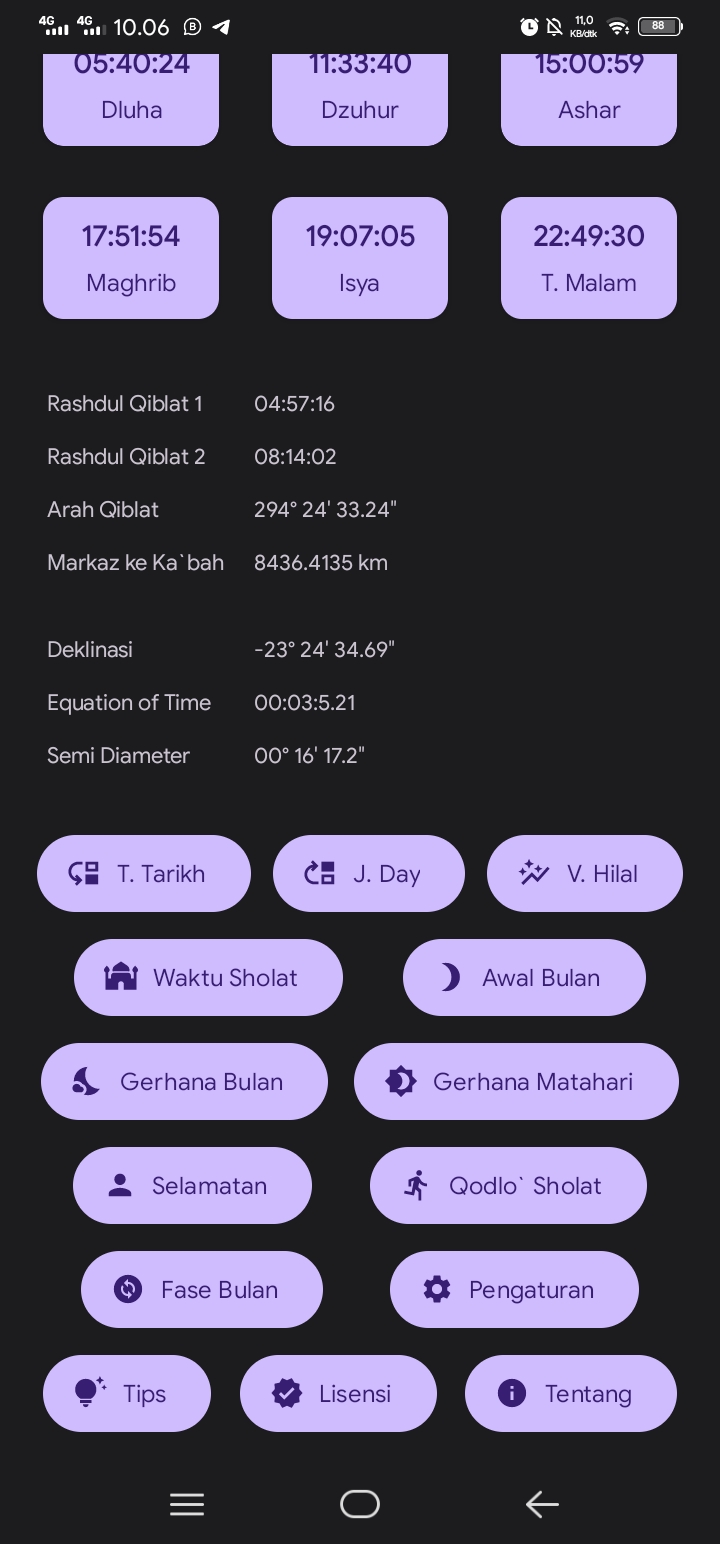 4G 4G 10.06 11,0 KB/dtk 88
05:40:24 11:33:40 15:00:59
Dluha Dzuhur Ashar
17:51:54 19:07:05 22:49:30
Maghrib Isya T. Malam
Rashdul Qiblat 1 04:57:16
Rashdul Qiblat 2 08:14:02
Arah Qiblat 294° 24' 33.24"
Markaz ke Ka`bah 8436.4135 km
Deklinasi -23° 24' 34.69"
Equation of Time 00:03:5.21
Semi Diameter 00° 16' 17.2"
T. Tarikh J. Day V. Hilal
Waktu Sholat Awal Bulan
Gerhana Bulan Gerhana Matahari
Selamatan Qodlo` Sholat
Fase Bulan Pengaturan
Tips Lisensi Tentang